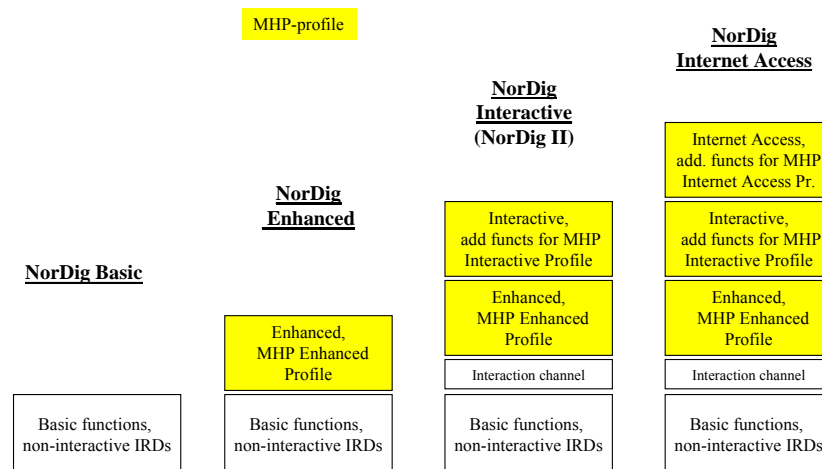 MHP-profile
NorDig
Internet Access
NorDig
Interactive
(NorDig II)
Internet Access,
add. functs for MHP
Internet Access Pr.
NorDig
Enhanced
Interactive,
add functs for MHP
Interactive Profile
Interactive,
add functs for MHP
Interactive Profile
NorDig Basic
Enhanced,
MHP Enhanced
Profile
Enhanced,
MHP Enhanced
Profile
Enhanced,
MHP Enhanced
Profile
Interaction channel
Interaction channel
Basic functions,
non-interactive IRDs
Basic functions,
non-interactive IRDs
Basic functions,
non-interactive IRDs
Basic functions,
non-interactive IRDs